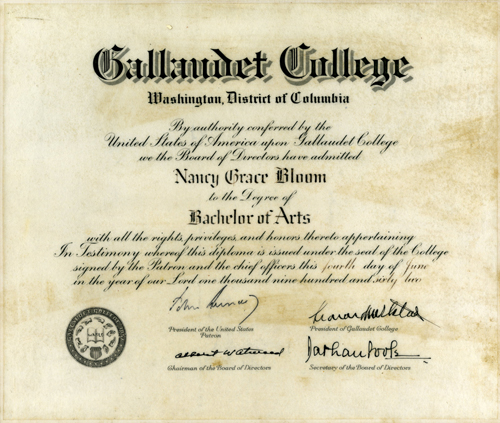 Gallaudet College
Washington, District of Columbia
By authority conferred by the
United States of America upon Gallaudet College
we the Board of Directors have admitted
Nancy Grace Bloom
to the Degree of
Bachelor of Arts
with all the rights, privileges, and honors thereto appertaining
In Testimony whereof this diploma is issued under the seal of the College
signed by the Patron and the chief officers this fourth day of June
in the year of our Lord one thousand nine hundred and sixty two
President of the United States
Patron
President of Gallaudet College
Chairman of the Board of Directors
Secretary of the Board of Directors